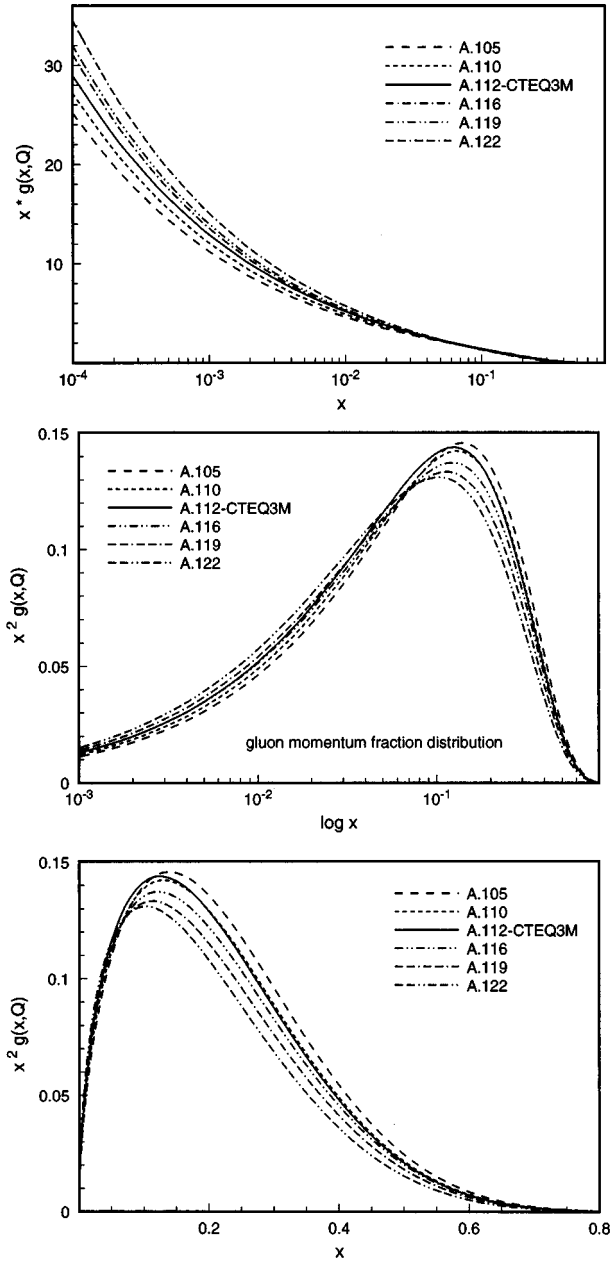 x * g(x,Q)
30
20
10
A.105
A.110
A.112-CTEQ3M
A.116
A.119
A.122
10⁻⁴
10⁻³
10⁻²
10⁻¹
x
x ² g(x,Q)
0.15
0.1
0.05
0
A.105
A.110
A.112-CTEQ3M
A.116
A.119
A.122
gluon momentum fraction distribution
10⁻³
10⁻²
10⁻¹
log x
x ² g(x,Q)
0.15
0.1
0.05
0
A.105
A.110
A.112-CTEQ3M
A.116
A.119
A.122
0.2
0.4
0.6
0.8
x